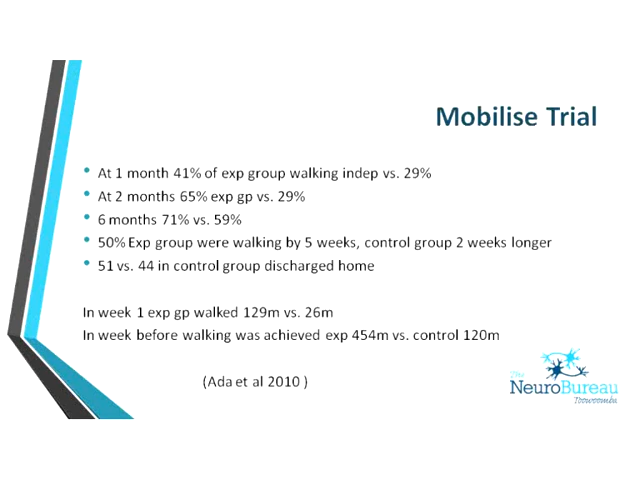 Mobilise Trial
• At 1 month 41% of exp group walking indep vs. 29%
• At 2 months 65% exp gp vs. 29%
• 6 months 71% vs. 59%
• 50% Exp group were walking by 5 weeks, control group 2 weeks longer
• 51 vs. 44 in control group discharged home
In week 1 exp gp walked 129m vs. 26m
In week before walking was achieved exp 454m vs. control 120m
(Ada et al 2010 )
The
NeuroBureau
Toowoomba